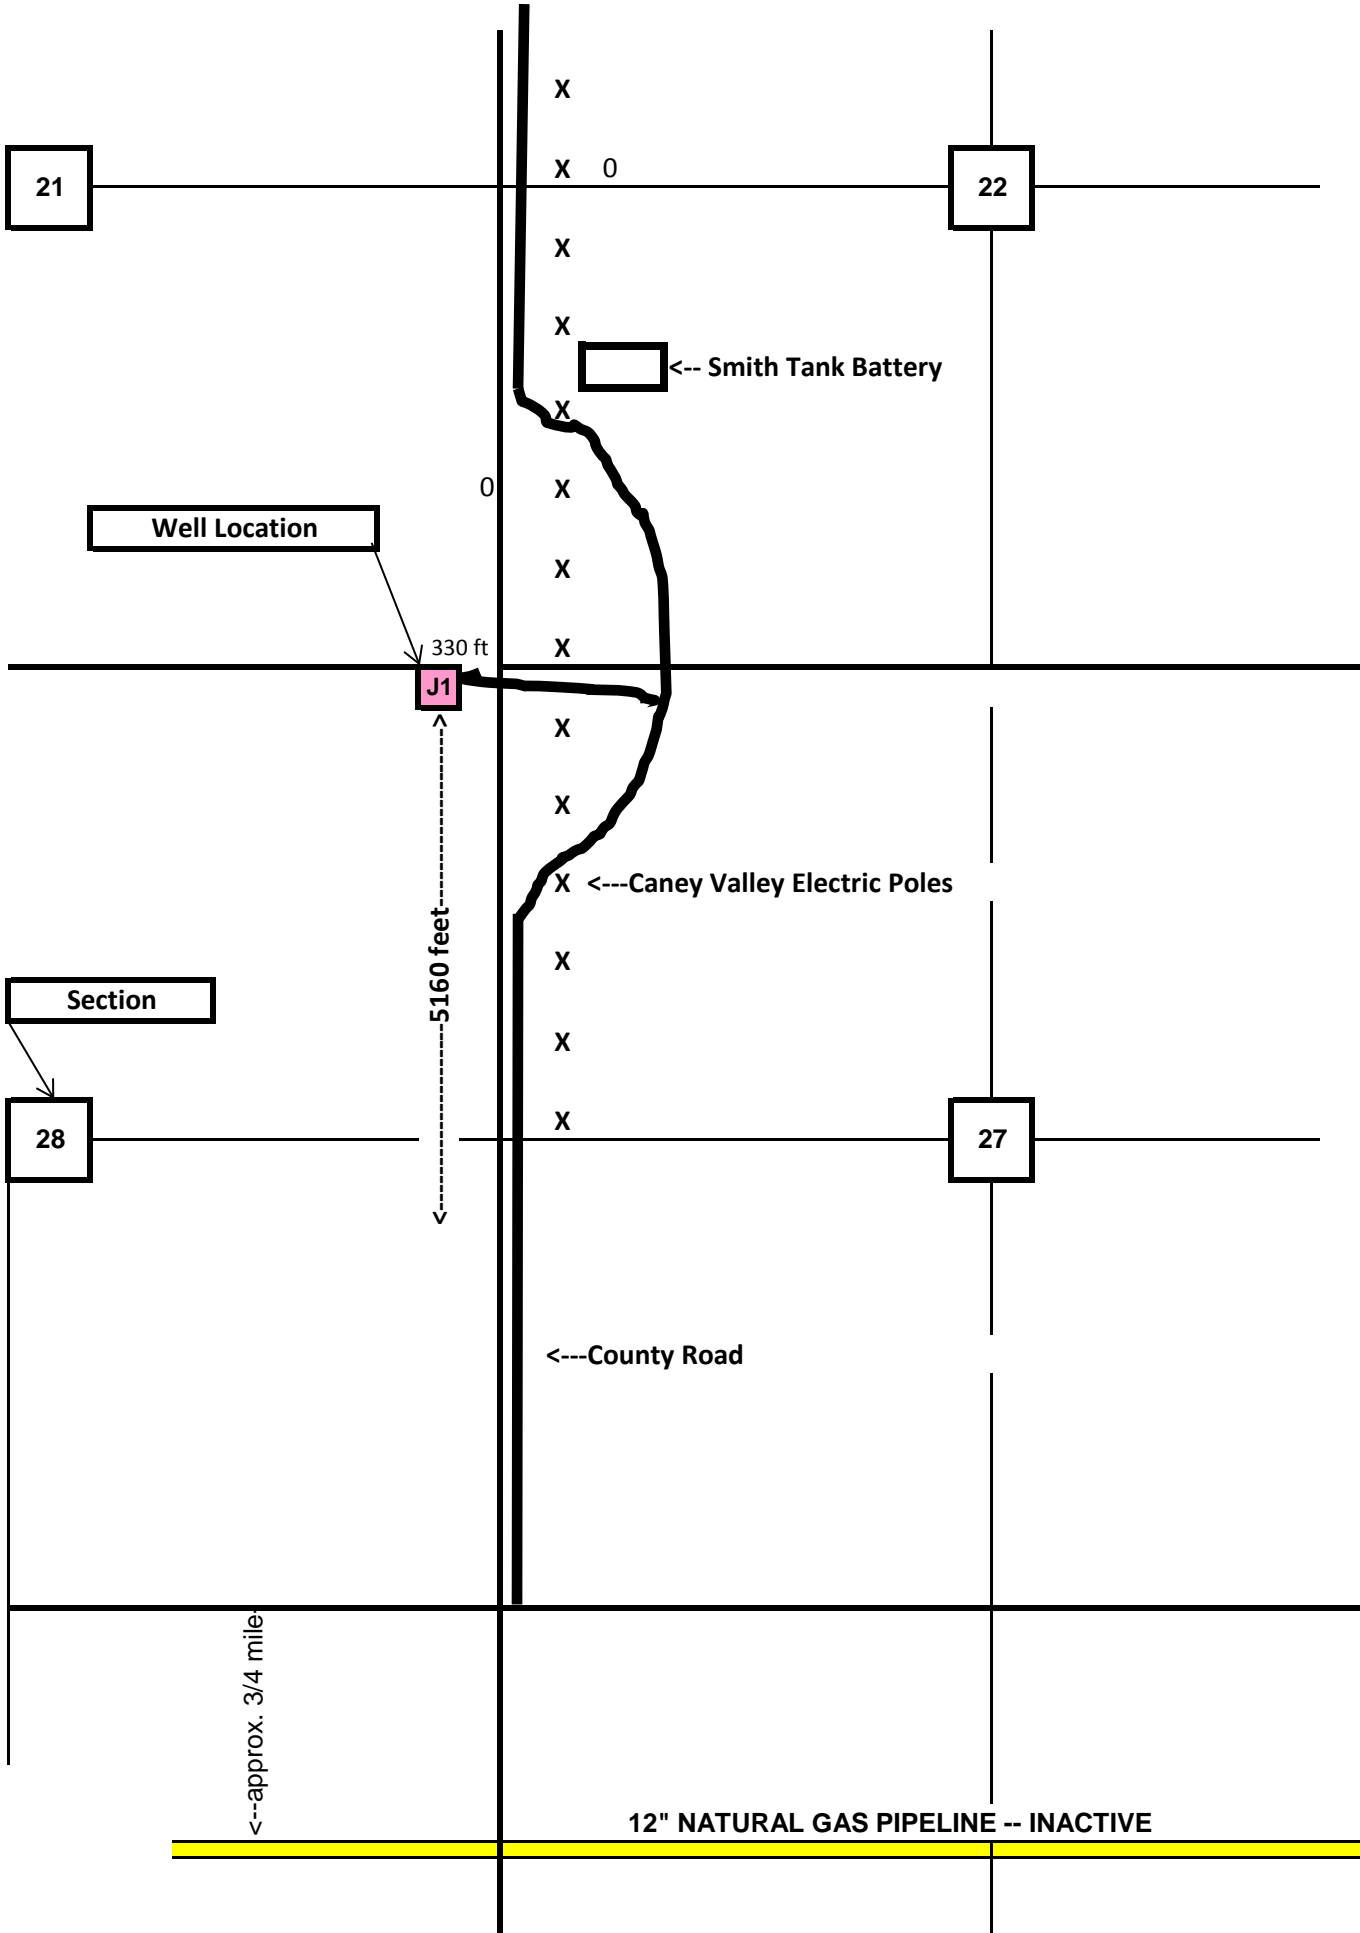 X
X 0
21
22
X
X
<-- Smith Tank Battery
X
0 X
Well Location
X
330 ft X
J1
X
X
X <---Caney Valley Electric Poles
<-----------------5160 feet----------------->
X
Section
X
X
28
27
<---County Road
<--approx. 3/4 mile-
12" NATURAL GAS PIPELINE -- INACTIVE